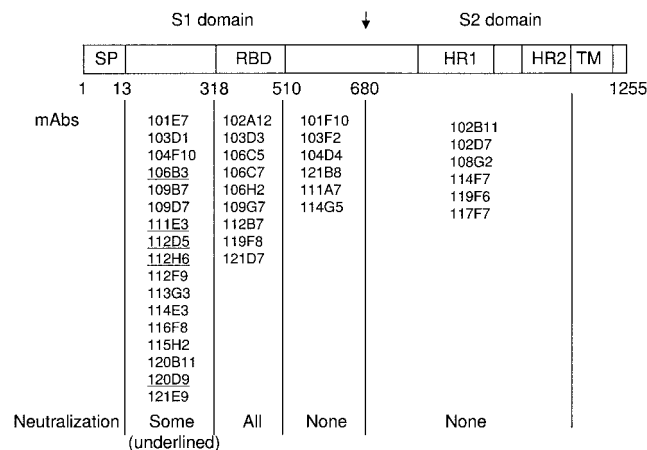 S1 domain S2 domain
SP RBD HR1 HR2 TM
1 13 318 510 680 1255
mAbs 101E7 102A12 101F10 102B11
103D1 103D3 103F2 102D7
104F10 106C5 104D4 108G2
106B3 106C7 121B8 114F7
109B7 106H2 111A7 119F6
109D7 109G7 114G5 117F7
111E3 112B7
112D5 119F8
112H6 121D7
112F9
113G3
114E3
116F8
115H2
120B11
120D9
121E9
Neutralization Some All None None
(underlined)